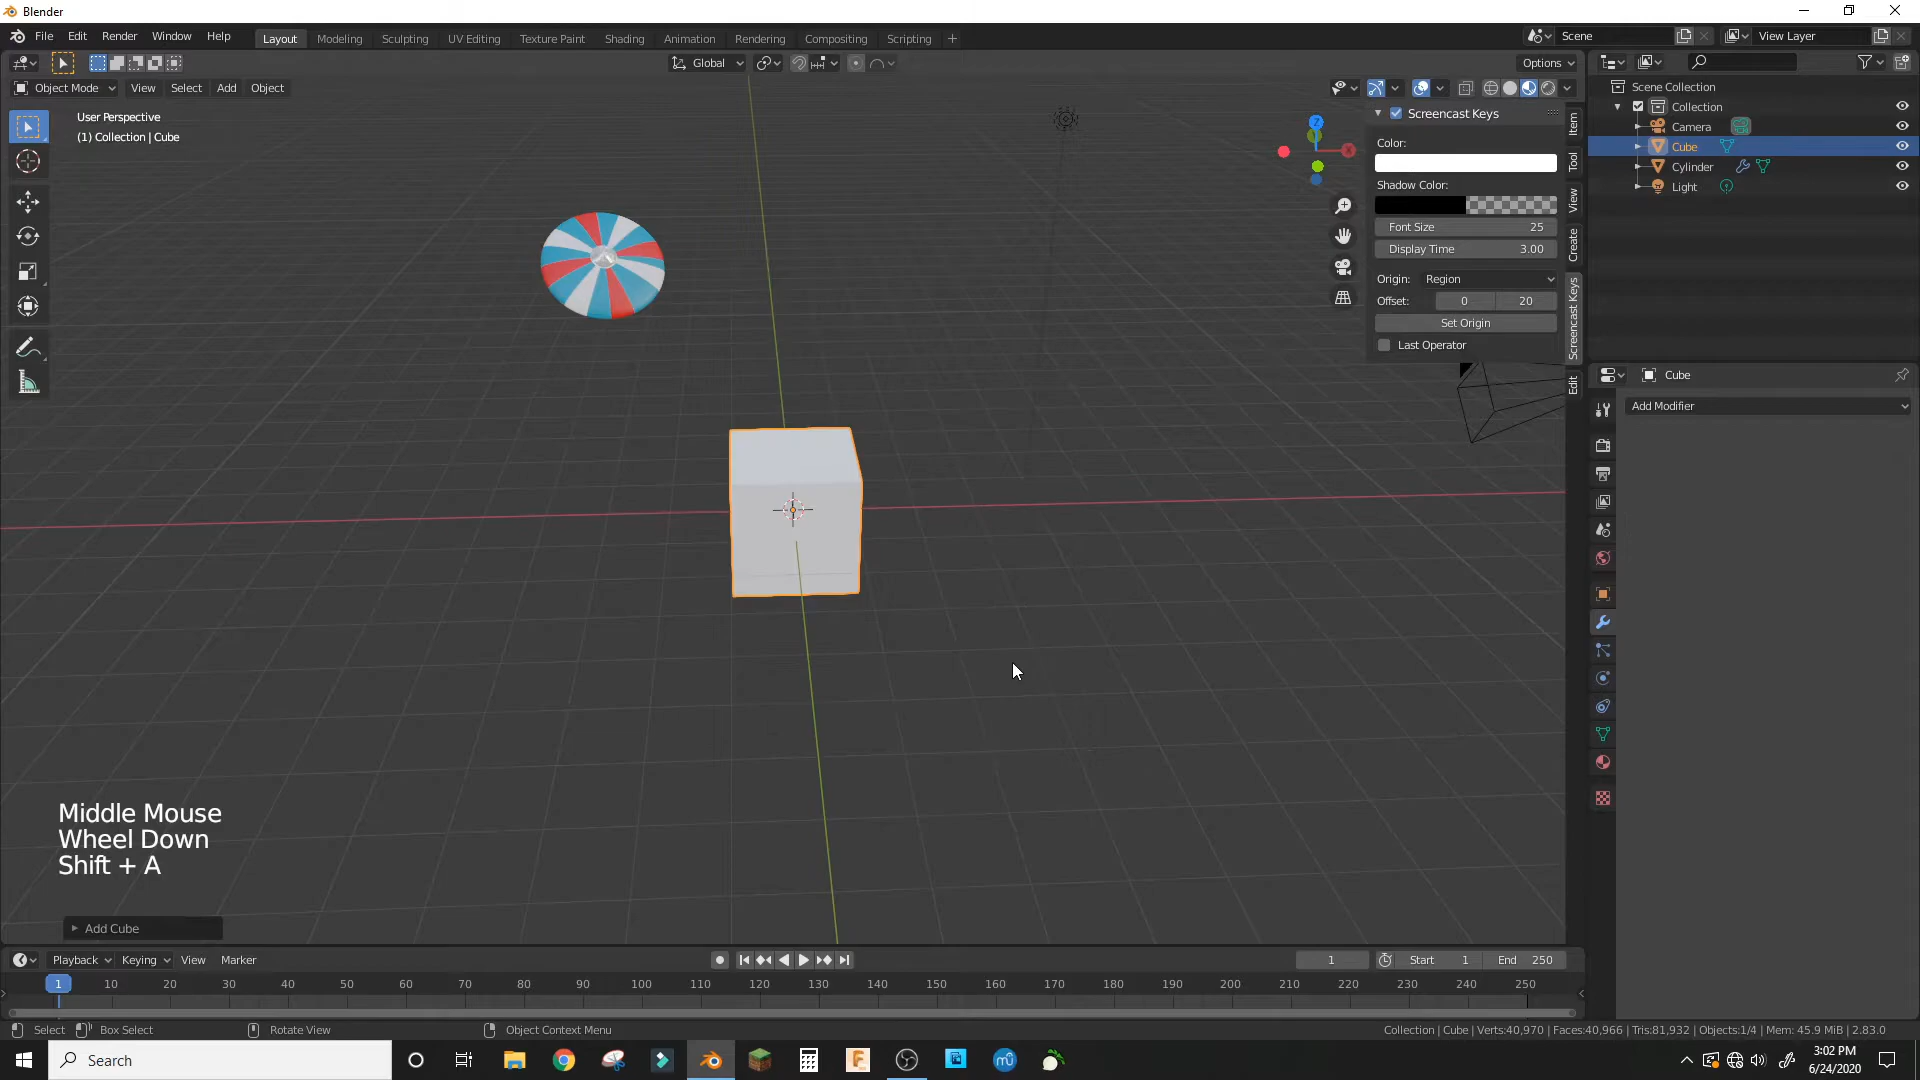 Blender
File Edit Render Window Help Layout Modeling Sculpting UV Editing Texture Paint Shading Animation Rendering Compositing Scripting + Scene View Layer
Global Options
Object Mode View Select Add Object
User Perspective
(1) Collection | Cube
Screencast Keys
Color:
Shadow Color:
Font Size 25
Display Time 3.00
Origin: Region
Offset: 0 20
Set Origin
Last Operator
Item
Tool
View
Create
Screencast Keys
Edit
Scene Collection
Collection
Camera
Cube
Cylinder
Light
Cube
Add Modifier
Middle Mouse
Wheel Down
Shift + A
Add Cube
Playback Keying View Marker 1 Start 1 End 250
1 10 20 30 40 50 60 70 80 90 100 110 120 130 140 150 160 170 180 190 200 210 220 230 240 250
Select Box Select Rotate View Object Context Menu Collection | Cube | Verts:40,970 | Faces:40,966 | Tris:81,932 | Objects:1/4 | Mem: 45.9 MiB | 2.83.0
Search
3:02 PM
6/24/2020